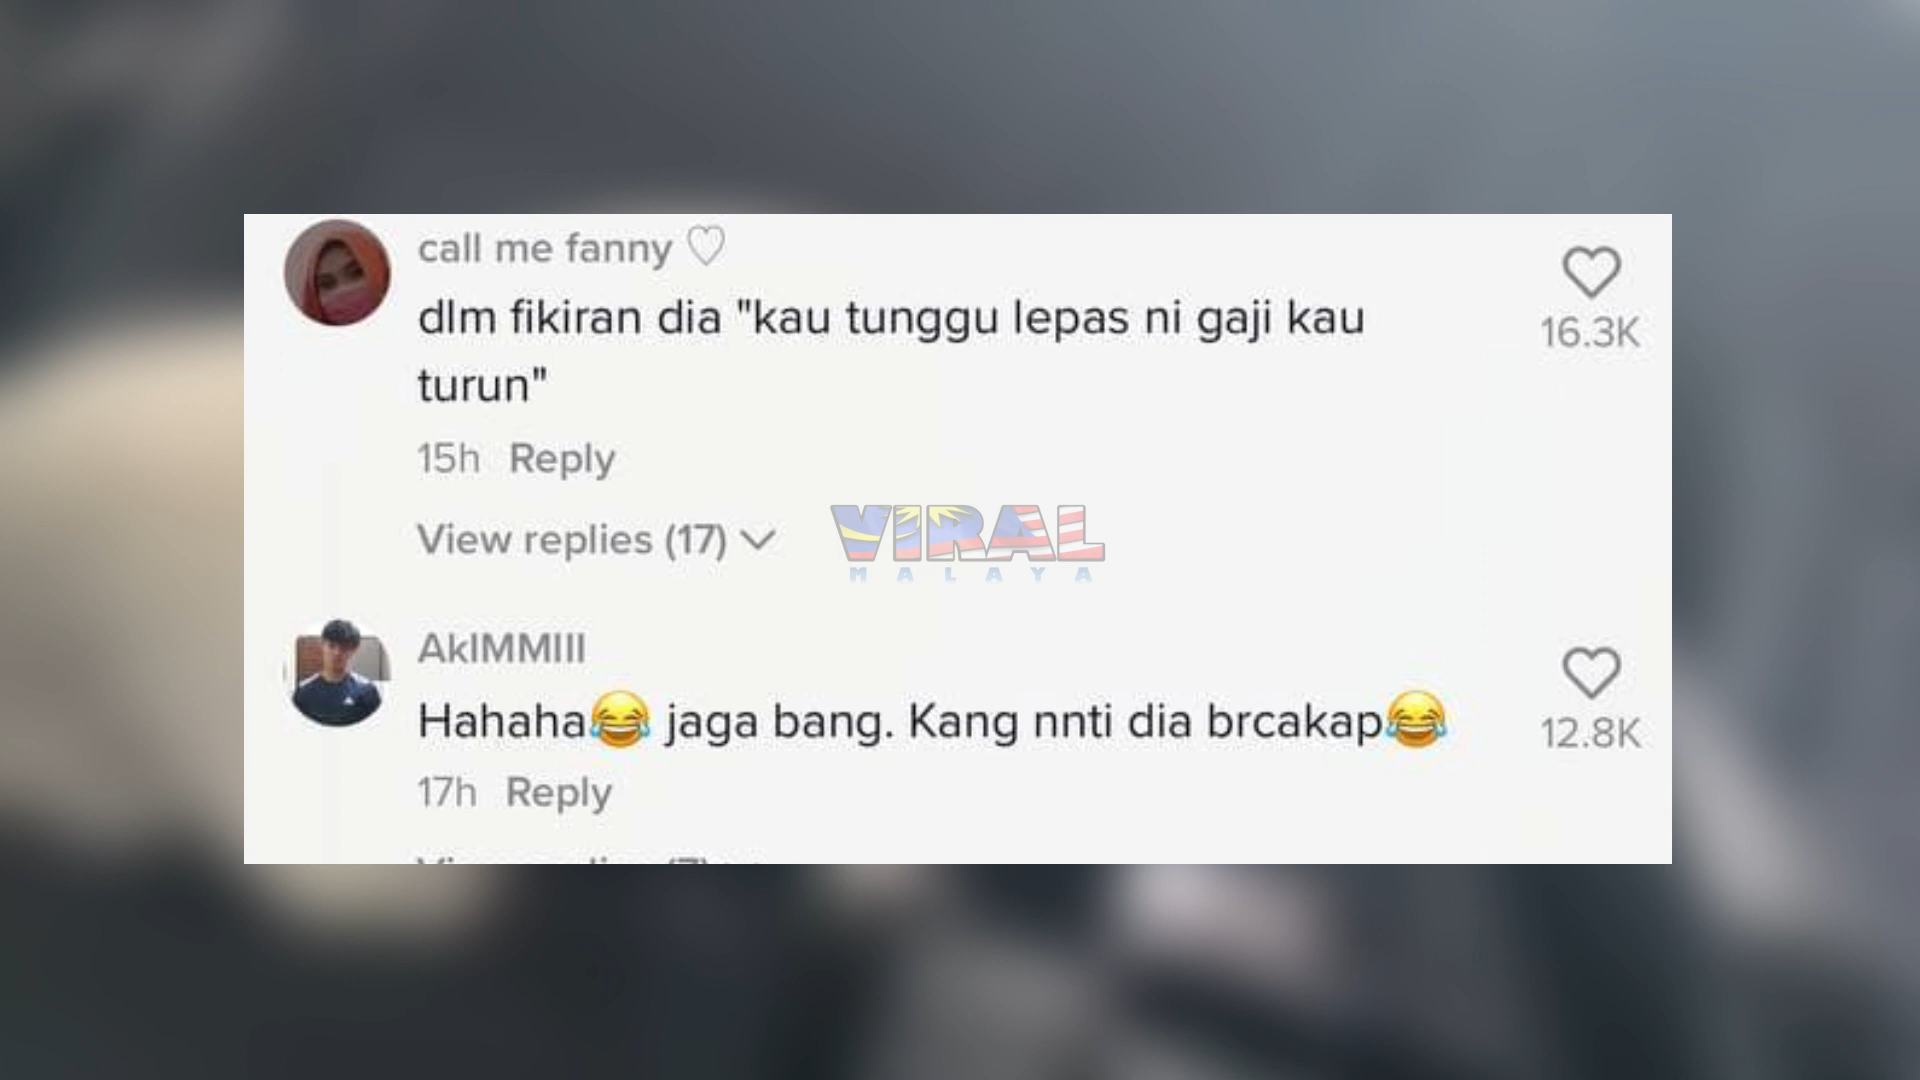 call me fanny ♡
dlm fikiran dia "kau tunggu lepas ni gaji kau
turun"
16.3K
15h Reply
View replies (17)
VIRAL
MALAYA
AkIMMIII
Hahaha😂 jaga bang. Kang nnti dia brcakap😂
12.8K
17h Reply